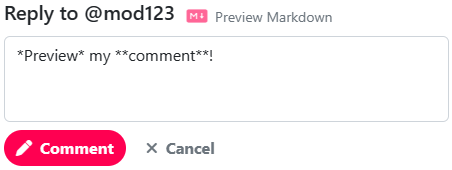 Reply to @mod123 M Preview Markdown
*Preview* my **comment**!
Comment Cancel